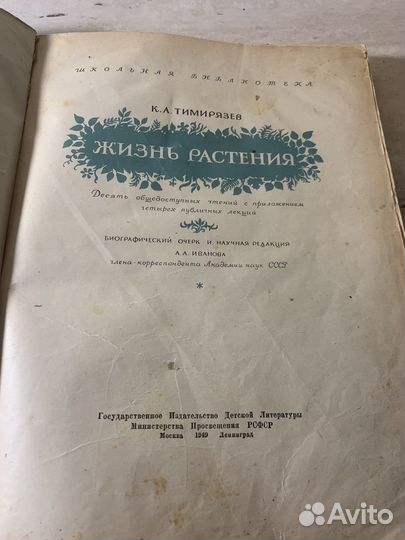 ШКОЛЬНАЯ БИБЛИОТЕКА
К. А. ТИМИРЯЗЕВ
ЖИЗНЬ РАСТЕНИЯ
Десять общедоступных чтений с приложением
четырех публичных лекций
БИОГРАФИЧЕСКИЙ ОЧЕРК И НАУЧНАЯ РЕДАКЦИЯ
Л. А. ИВАНОВА
члена-корреспондента Академии наук СССР
*
Государственное Издательство Детской Литературы
Министерства Просвещения РСФСР
Москва 1949 Ленинград
Avito